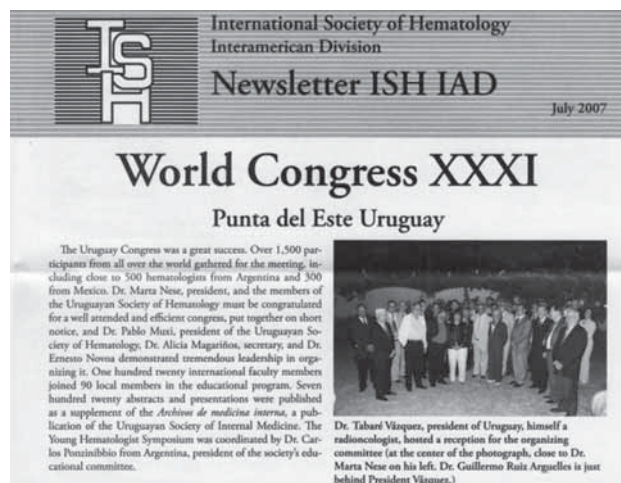 ISH
International Society of Hematology
Interamerican Division
Newsletter ISH IAD
July 2007
World Congress XXXI
Punta del Este Uruguay
The Uruguay Congress was a great success. Over 1,500 par-
ticipants from all over the world gathered for the meeting, in-
cluding close to 500 hematologists from Argentina and 300
from Mexico. Dr. Marta Nese, president, and the members of
the Uruguayan Society of Hematology must be congratulated
for a well attended and efficient congress, put together on short
notice, and Dr. Pablo Muxi, president of the Uruguayan So-
ciety of Hematology, Dr. Alicia Magariños, secretary, and Dr.
Ernesto Novoa demonstrated tremendous leadership in orga-
nizing it. One hundred twenty international faculty members
joined 90 local members in the educational program. Seven
hundred twenty abstracts and presentations were published
as a supplement of the Archivos de medicina interna, a pub-
lication of the Uruguayan Society of Internal Medicine. The
Young Hematologist Symposium was coordinated by Dr. Car-
los Ponzinibbio from Argentina, president of the society's edu-
cational committee.
Dr. Tabaré Vázquez, president of Uruguay, himself a
radioncologist, hosted a reception for the organizing
committee (at the center of the photograph, close to Dr.
Marta Nese on his left. Dr. Guillermo Ruiz Arguelles is just
behind President Vázquez.)